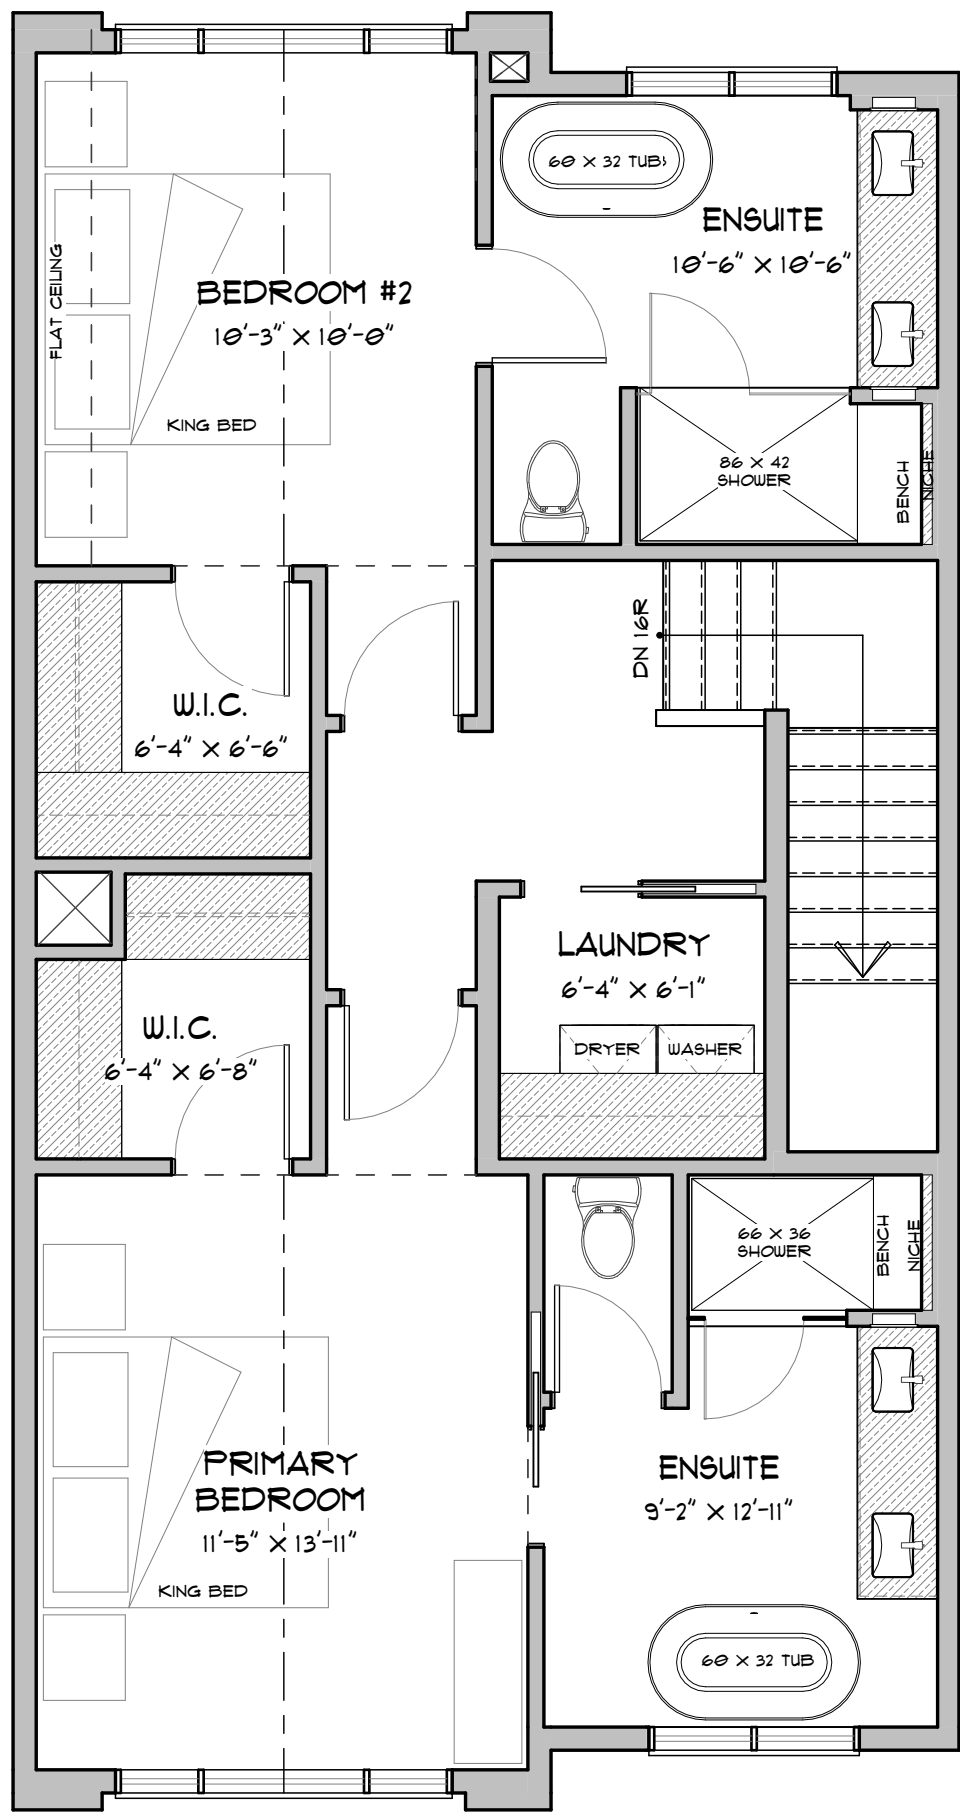 60 X 32 TUB
ENSUITE
10'-6" X 10'-6"
FLAT CEILING
BEDROOM #2
10'-3" X 10'-0"
KING BED
86 X 42
SHOWER
BENCH
NICHE
DN 16R
W.I.C.
6'-4" X 6'-6"
LAUNDRY
6'-4" X 6'-1"
W.I.C.
6'-4" X 6'-8"
DRYER
WASHER
66 X 36
SHOWER
BENCH
NICHE
PRIMARY
BEDROOM
11'-5" X 13'-11"
KING BED
ENSUITE
9'-2" X 12'-11"
60 X 32 TUB